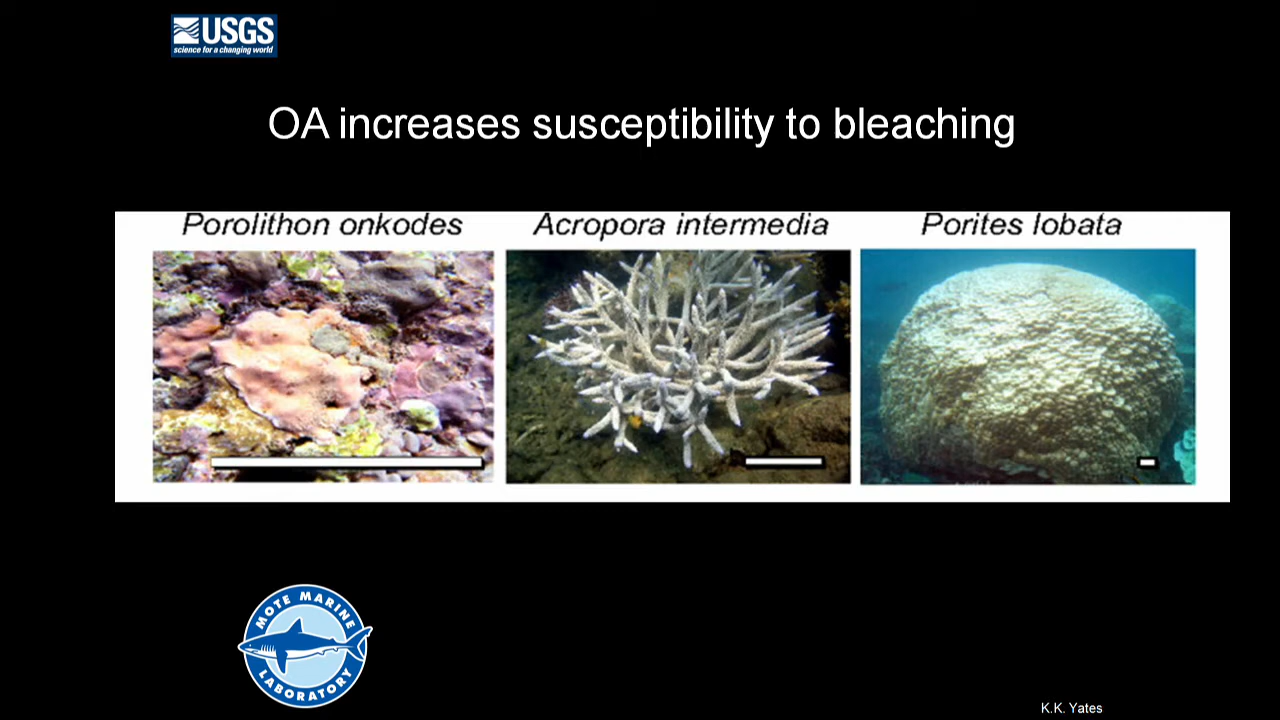 USGS
science for a changing world
OA increases susceptibility to bleaching
Porolithon onkodes
Acropora intermedia
Porites lobata
MOTE MARINE
LABORATORY
K.K. Yates